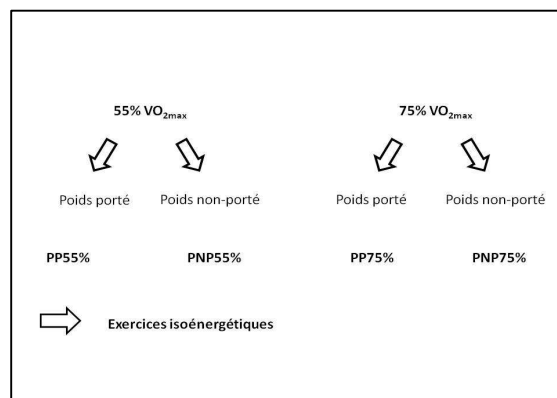 55% VO₂max 75% VO₂max
Poids porté Poids non-porté Poids porté Poids non-porté
PP55% PNP55% PP75% PNP75%
Exercices isoénergétiques